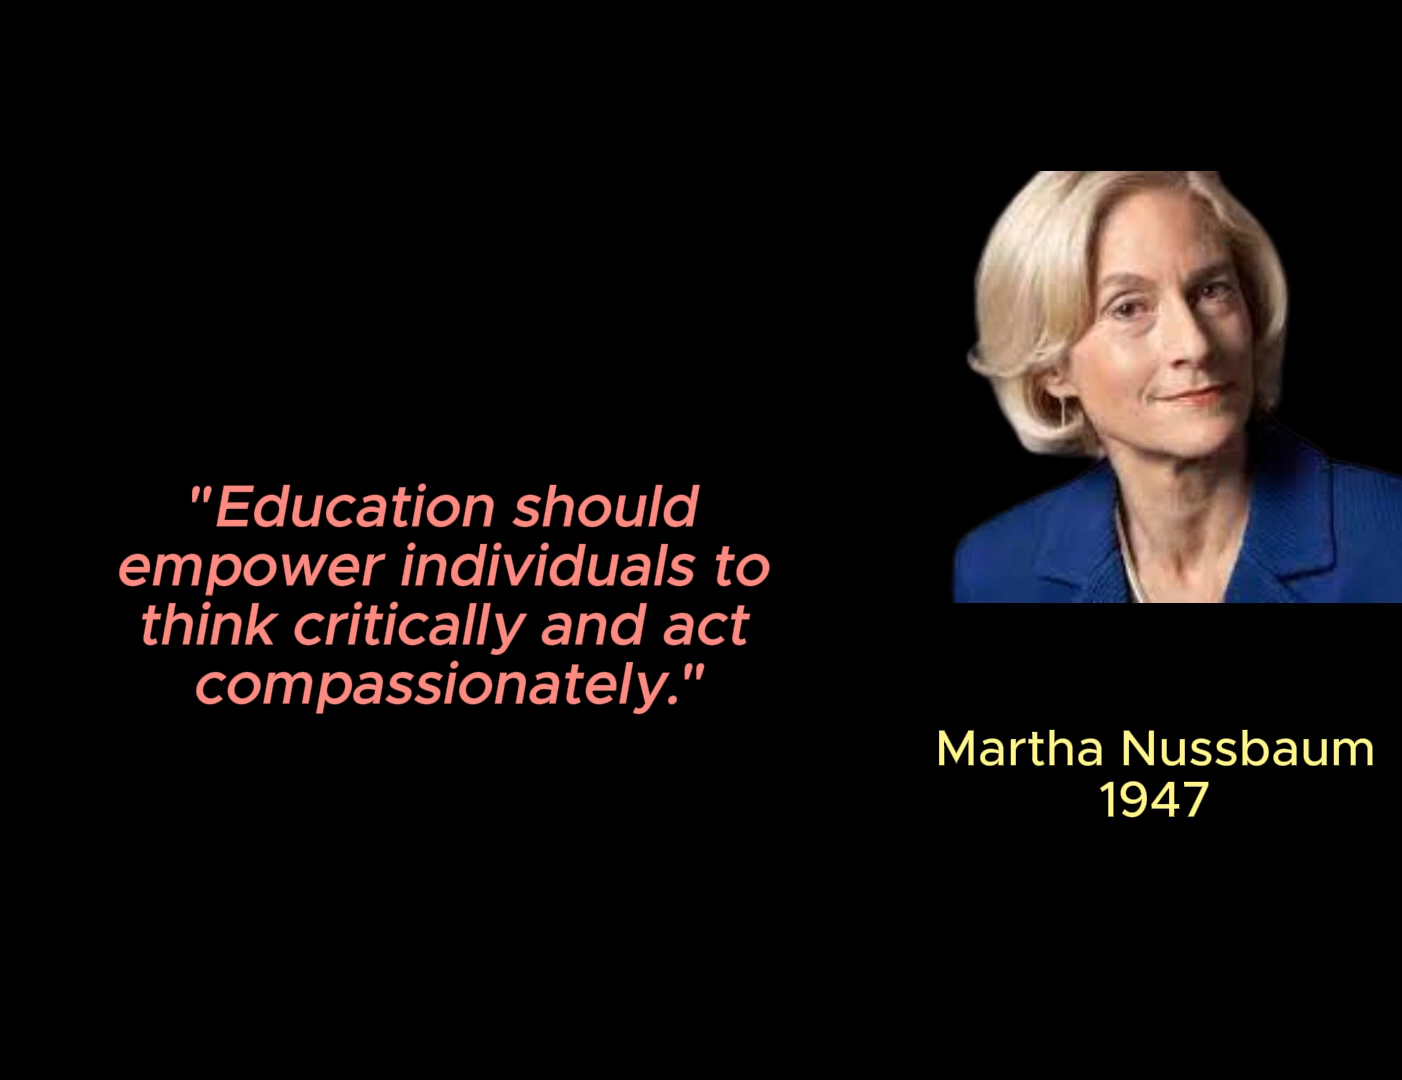 "Education should
empower individuals to
think critically and act
compassionately."
Martha Nussbaum
1947